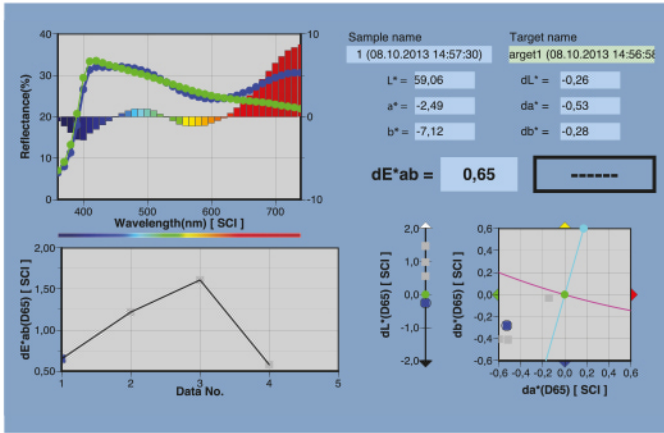 Sample name
Target name
1 (08.10.2013 14:57:30)
arget1 (08.10.2013 14:56:58
L* = 59,06
dL* = -0,26
a* = -2,49
da* = -0,53
b* = -7,12
db* = -0,28
dE*ab = 0,65
------
Reflectance(%)
40
30
20
10
0
10
0
-10
400 500 600 700
Wavelength(nm) [ SCI ]
dE*ab(D65) [ SCI ]
2,00
1,50
1,00
0,50
1 2 3 4 5
Data No.
dL*(D65) [ SCI ]
2,0
1,0
0,0
-1,0
-2,0
db*(D65) [ SCI ]
0,6
0,4
0,2
0,0
-0,2
-0,4
-0,6
-0,6 -0,4 -0,2 0,0 0,2 0,4 0,6
da*(D65) [ SCI ]